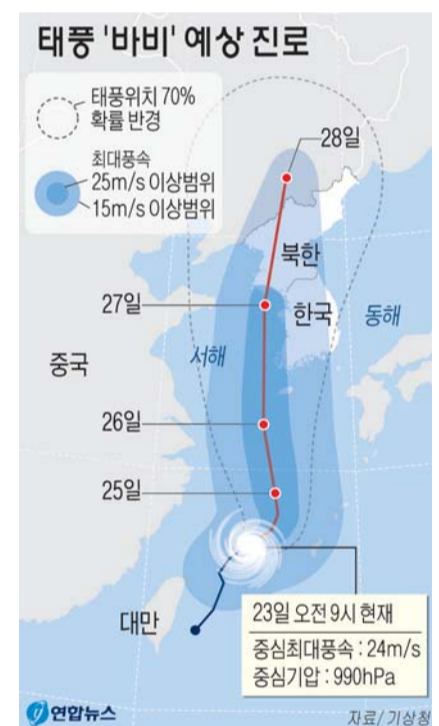 태풍 '바비' 예상 진로
태풍위치 70%
확률 반경
최대풍속
25m/s 이상범위
15m/s 이상범위
28일
북한
27일
한국
동해
서해
중국
26일
25일
23일 오전 9시 현재
대만
중심최대풍속 : 24m/s
중심기압 : 990hPa
연합뉴스
자료/ 기상청